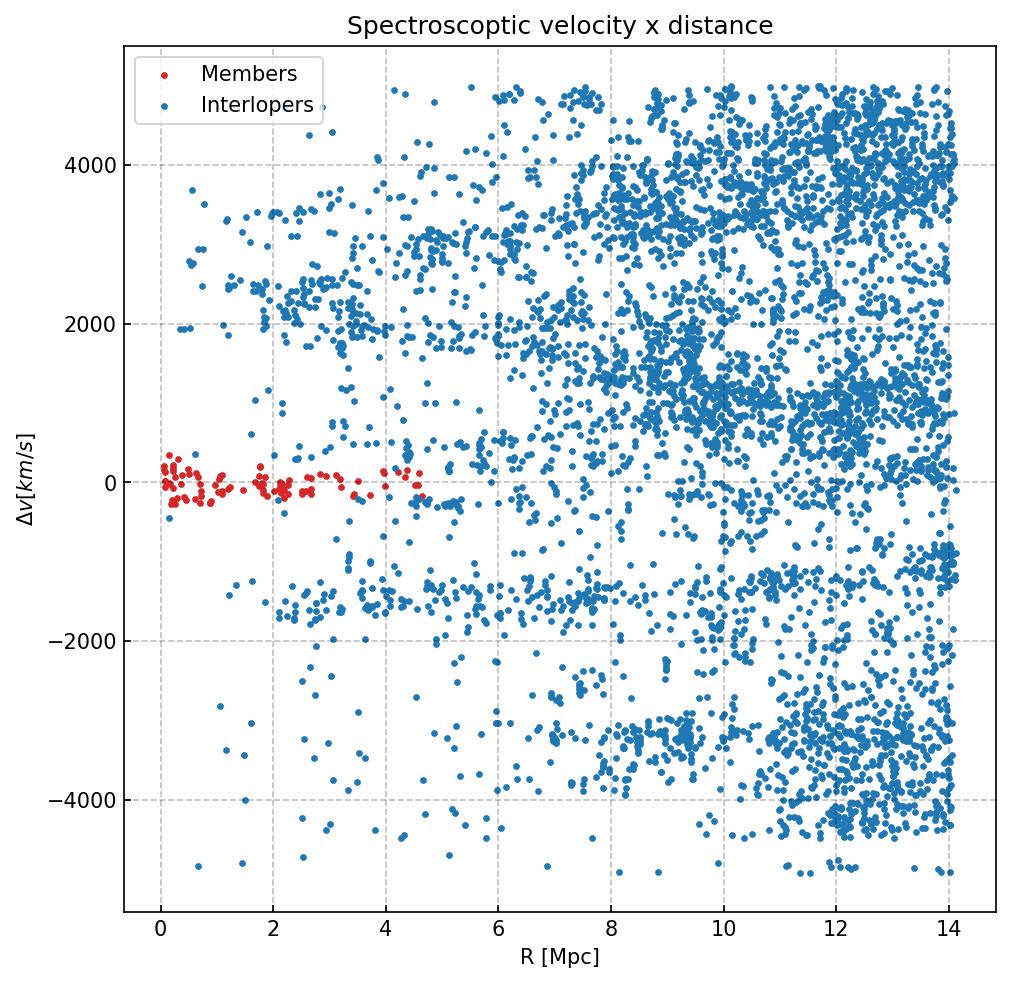 Spectroscoptic velocity x distance
Members
Interlopers
4000
2000
0
−2000
−4000
Δv[km/s]
0 2 4 6 8 10 12 14
R [Mpc]